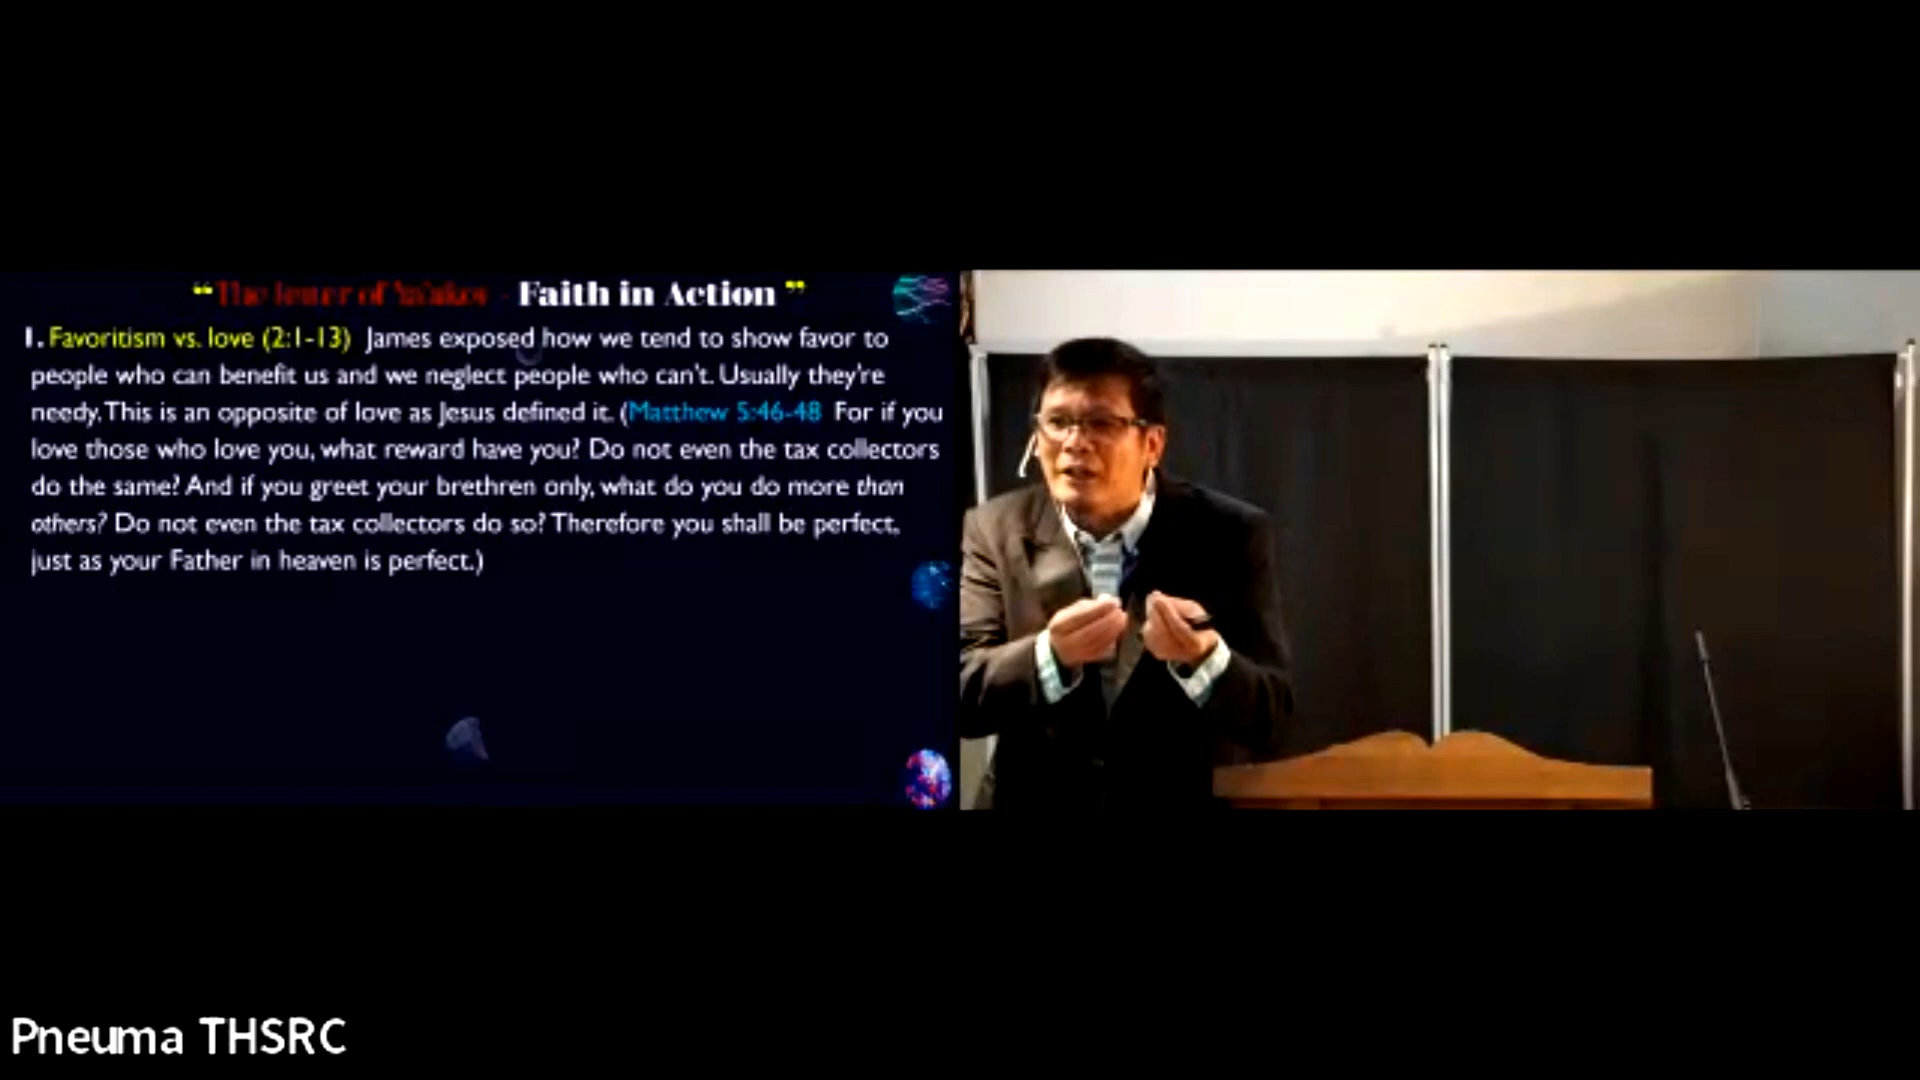 “The letter of Ya'akov - Faith in Action ”
1. Favoritism vs. love (2:1-13) James exposed how we tend to show favor to
people who can benefit us and we neglect people who can't. Usually they're
needy. This is an opposite of love as Jesus defined it. (Matthew 5:46-48 For if you
love those who love you, what reward have you? Do not even the tax collectors
do the same? And if you greet your brethren only, what do you do more than
others? Do not even the tax collectors do so? Therefore you shall be perfect,
just as your Father in heaven is perfect.)
Pneuma THSRC